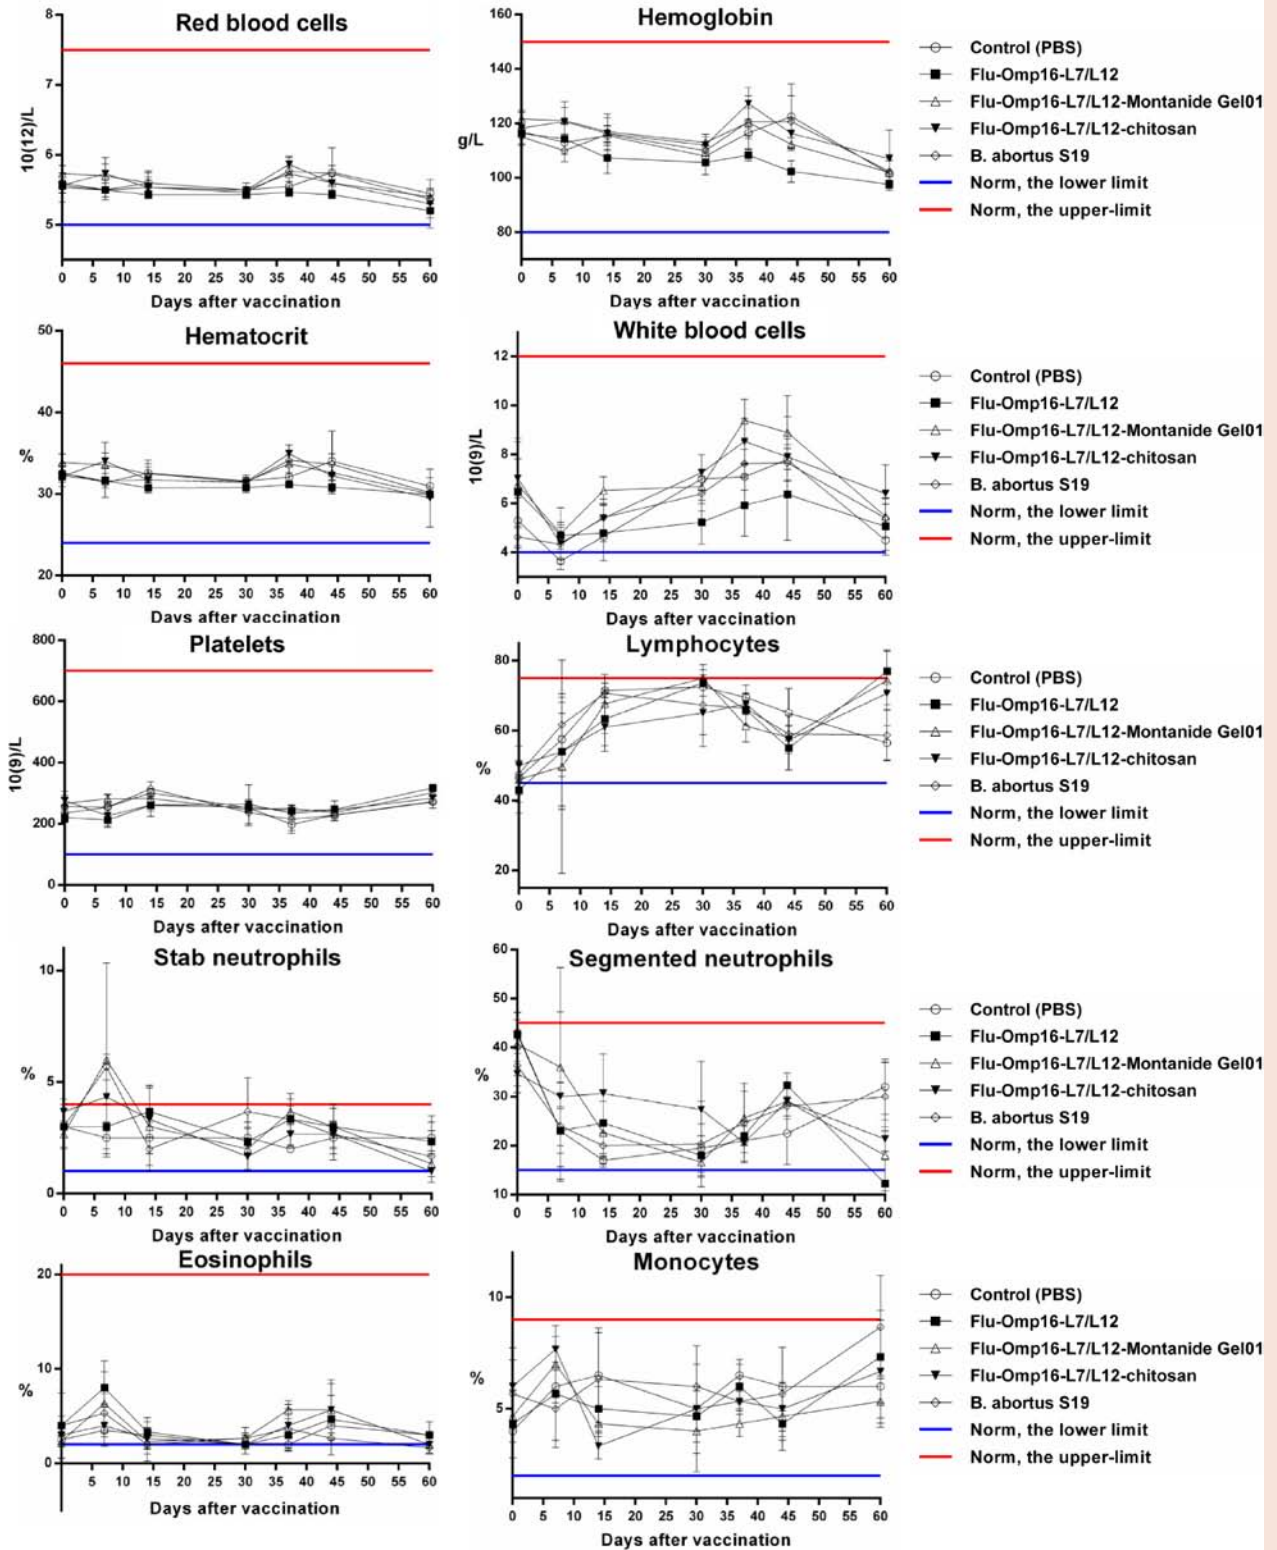 Red blood cells
10(12)/L
8
7
6
5
0 5 10 15 20 25 30 35 40 45 50 55 60
Days after vaccination
Hemoglobin
g/L
160
140
120
100
80
0 5 10 15 20 25 30 35 40 45 50 55 60
Days after vaccination
Control (PBS)
Flu-Omp16-L7/L12
Flu-Omp16-L7/L12-Montanide Gel01
Flu-Omp16-L7/L12-chitosan
B. abortus S19
Norm, the lower limit
Norm, the upper-limit
Hematocrit
%
50
40
30
20
0 5 10 15 20 25 30 35 40 45 50 55 60
Days after vaccination
White blood cells
10(9)/L
12
10
8
6
4
0 5 10 15 20 25 30 35 40 45 50 55 60
Days after vaccination
Control (PBS)
Flu-Omp16-L7/L12
Flu-Omp16-L7/L12-Montanide Gel01
Flu-Omp16-L7/L12-chitosan
B. abortus S19
Norm, the lower limit
Norm, the upper-limit
Platelets
10(9)/L
800
600
400
200
0
0 5 10 15 20 25 30 35 40 45 50 55 60
Days after vaccination
Lymphocytes
%
80
60
40
20
0 5 10 15 20 25 30 35 40 45 50 55 60
Days after vaccination
Control (PBS)
Flu-Omp16-L7/L12
Flu-Omp16-L7/L12-Montanide Gel01
Flu-Omp16-L7/L12-chitosan
B. abortus S19
Norm, the lower limit
Norm, the upper-limit
Stab neutrophils
%
10
5
0
0 5 10 15 20 25 30 35 40 45 50 55 60
Days after vaccination
Segmented neutrophils
%
60
50
40
30
20
10
0 5 10 15 20 25 30 35 40 45 50 55 60
Days after vaccination
Control (PBS)
Flu-Omp16-L7/L12
Flu-Omp16-L7/L12-Montanide Gel01
Flu-Omp16-L7/L12-chitosan
B. abortus S19
Norm, the lower limit
Norm, the upper-limit
Eosinophils
%
20
10
0
5 10 15 20 25 30 35 40 45 50 55 60
Days after vaccination
Monocytes
%
10
5
0 5 10 15 20 25 30 35 40 45 50 55 60
Days after vaccination
Control (PBS)
Flu-Omp16-L7/L12
Flu-Omp16-L7/L12-Montanide Gel01
Flu-Omp16-L7/L12-chitosan
B. abortus S19
Norm, the lower limit
Norm, the upper-limit